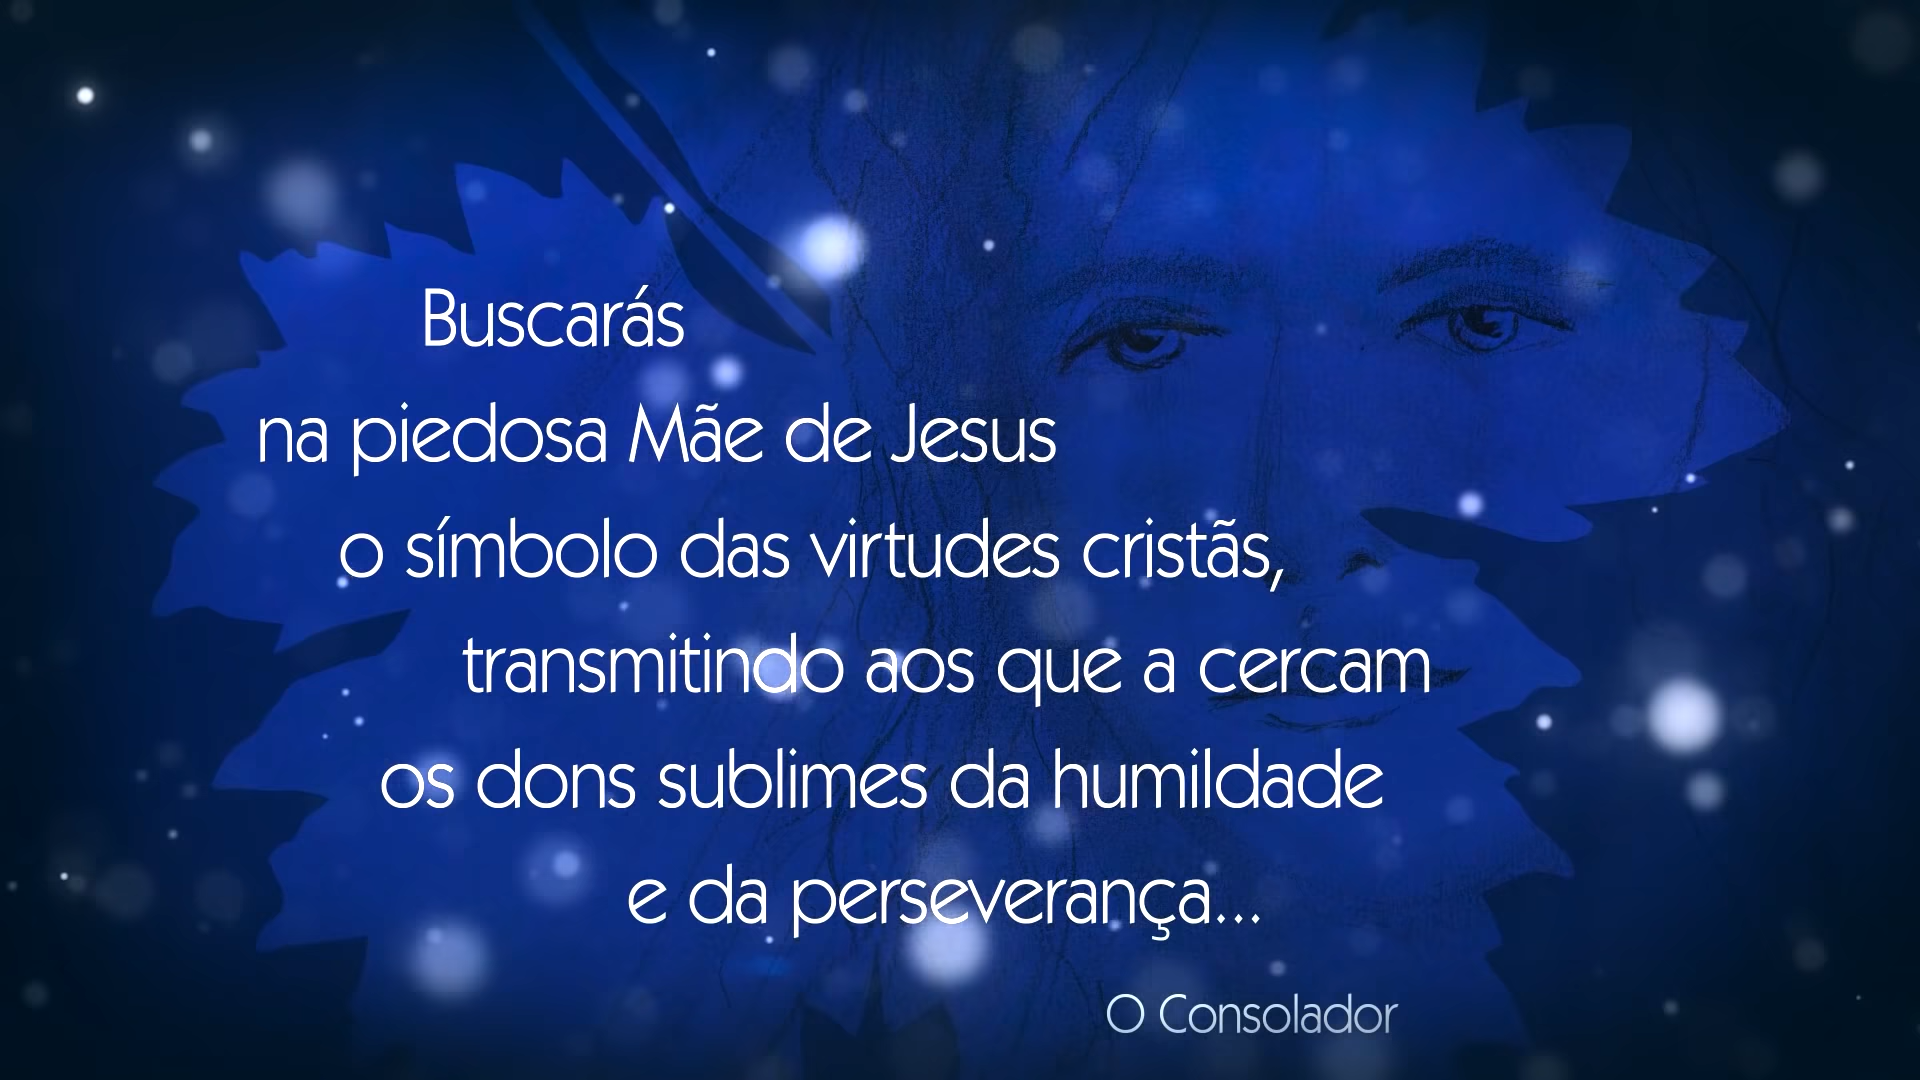 Buscarás
na piedosa Mãe de Jesus
o símbolo das virtudes cristãs,
transmitindo aos que a cercam
os dons sublimes da humildade
e da perseverança...
O Consolador